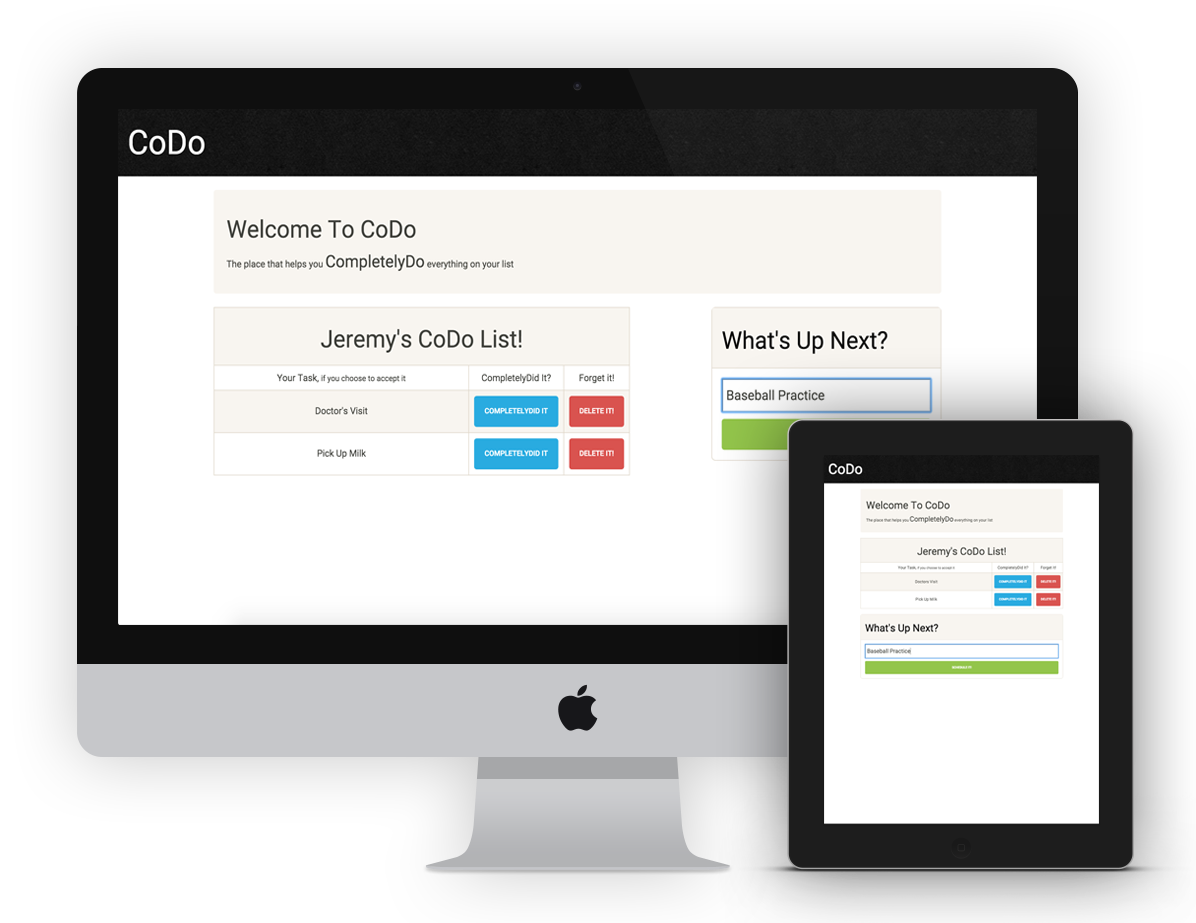 CoDo
Welcome To CoDo
The place that helps you CompletelyDo everything on your list
Jeremy's CoDo List!
Your Task, if you choose to accept it CompletelyDid It? Forget it!
Doctor's Visit COMPLETELYDID IT DELETE IT!
Pick Up Milk COMPLETELYDID IT DELETE IT!
What's Up Next?
Baseball Practice
CoDo
Welcome To CoDo
The place that helps you CompletelyDo everything on your list
Jeremy's CoDo List!
Your Task, if you choose to accept it CompletelyDid It? Forget it!
Doctors Visit COMPLETELYDID IT DELETE IT!
Pick Up Milk COMPLETELYDID IT DELETE IT!
What's Up Next?
Baseball Practice